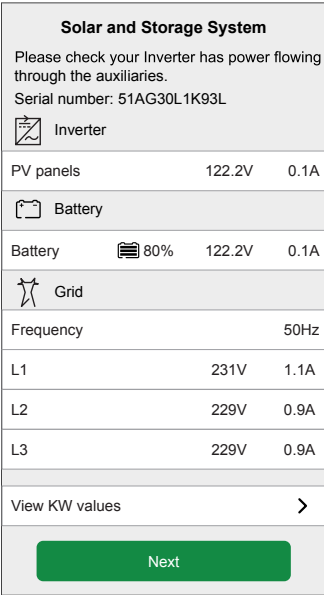 Solar and Storage System
Please check your Inverter has power flowing
through the auxiliaries.
Serial number: 51AG30L1K93L
Inverter
PV panels 122.2V 0.1A
Battery
Battery 80% 122.2V 0.1A
Grid
Frequency 50Hz
L1 231V 1.1A
L2 229V 0.9A
L3 229V 0.9A
View KW values
Next